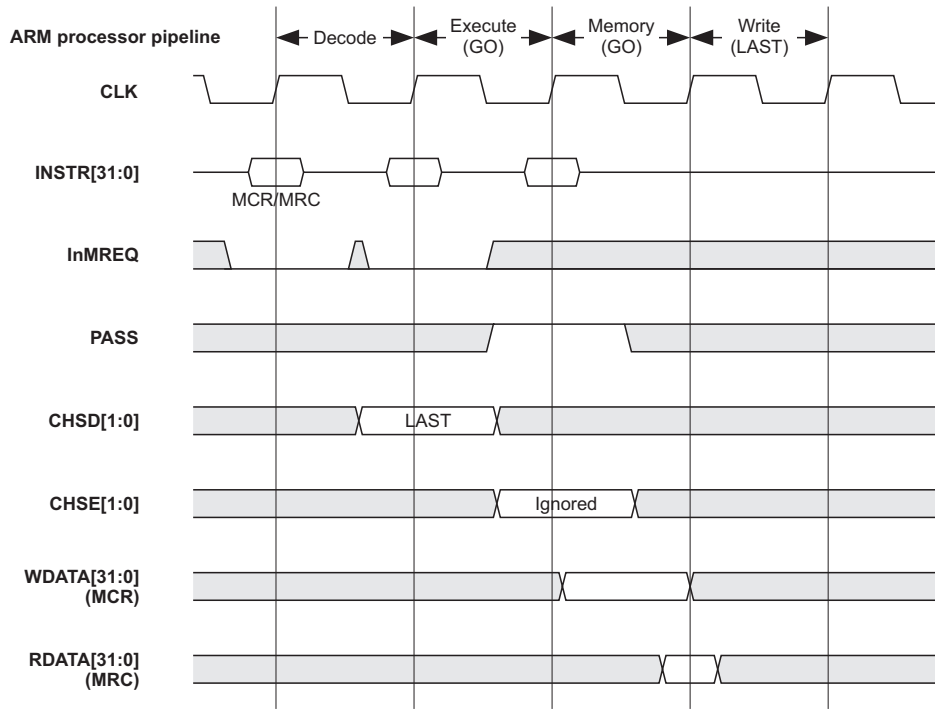 ARM processor pipeline
Decode
Execute
(GO)
Memory
(GO)
Write
(LAST)
CLK
INSTR[31:0]
MCR/MRC
InMREQ
PASS
CHSD[1:0]
LAST
CHSE[1:0]
Ignored
WDATA[31:0]
(MCR)
RDATA[31:0]
(MRC)